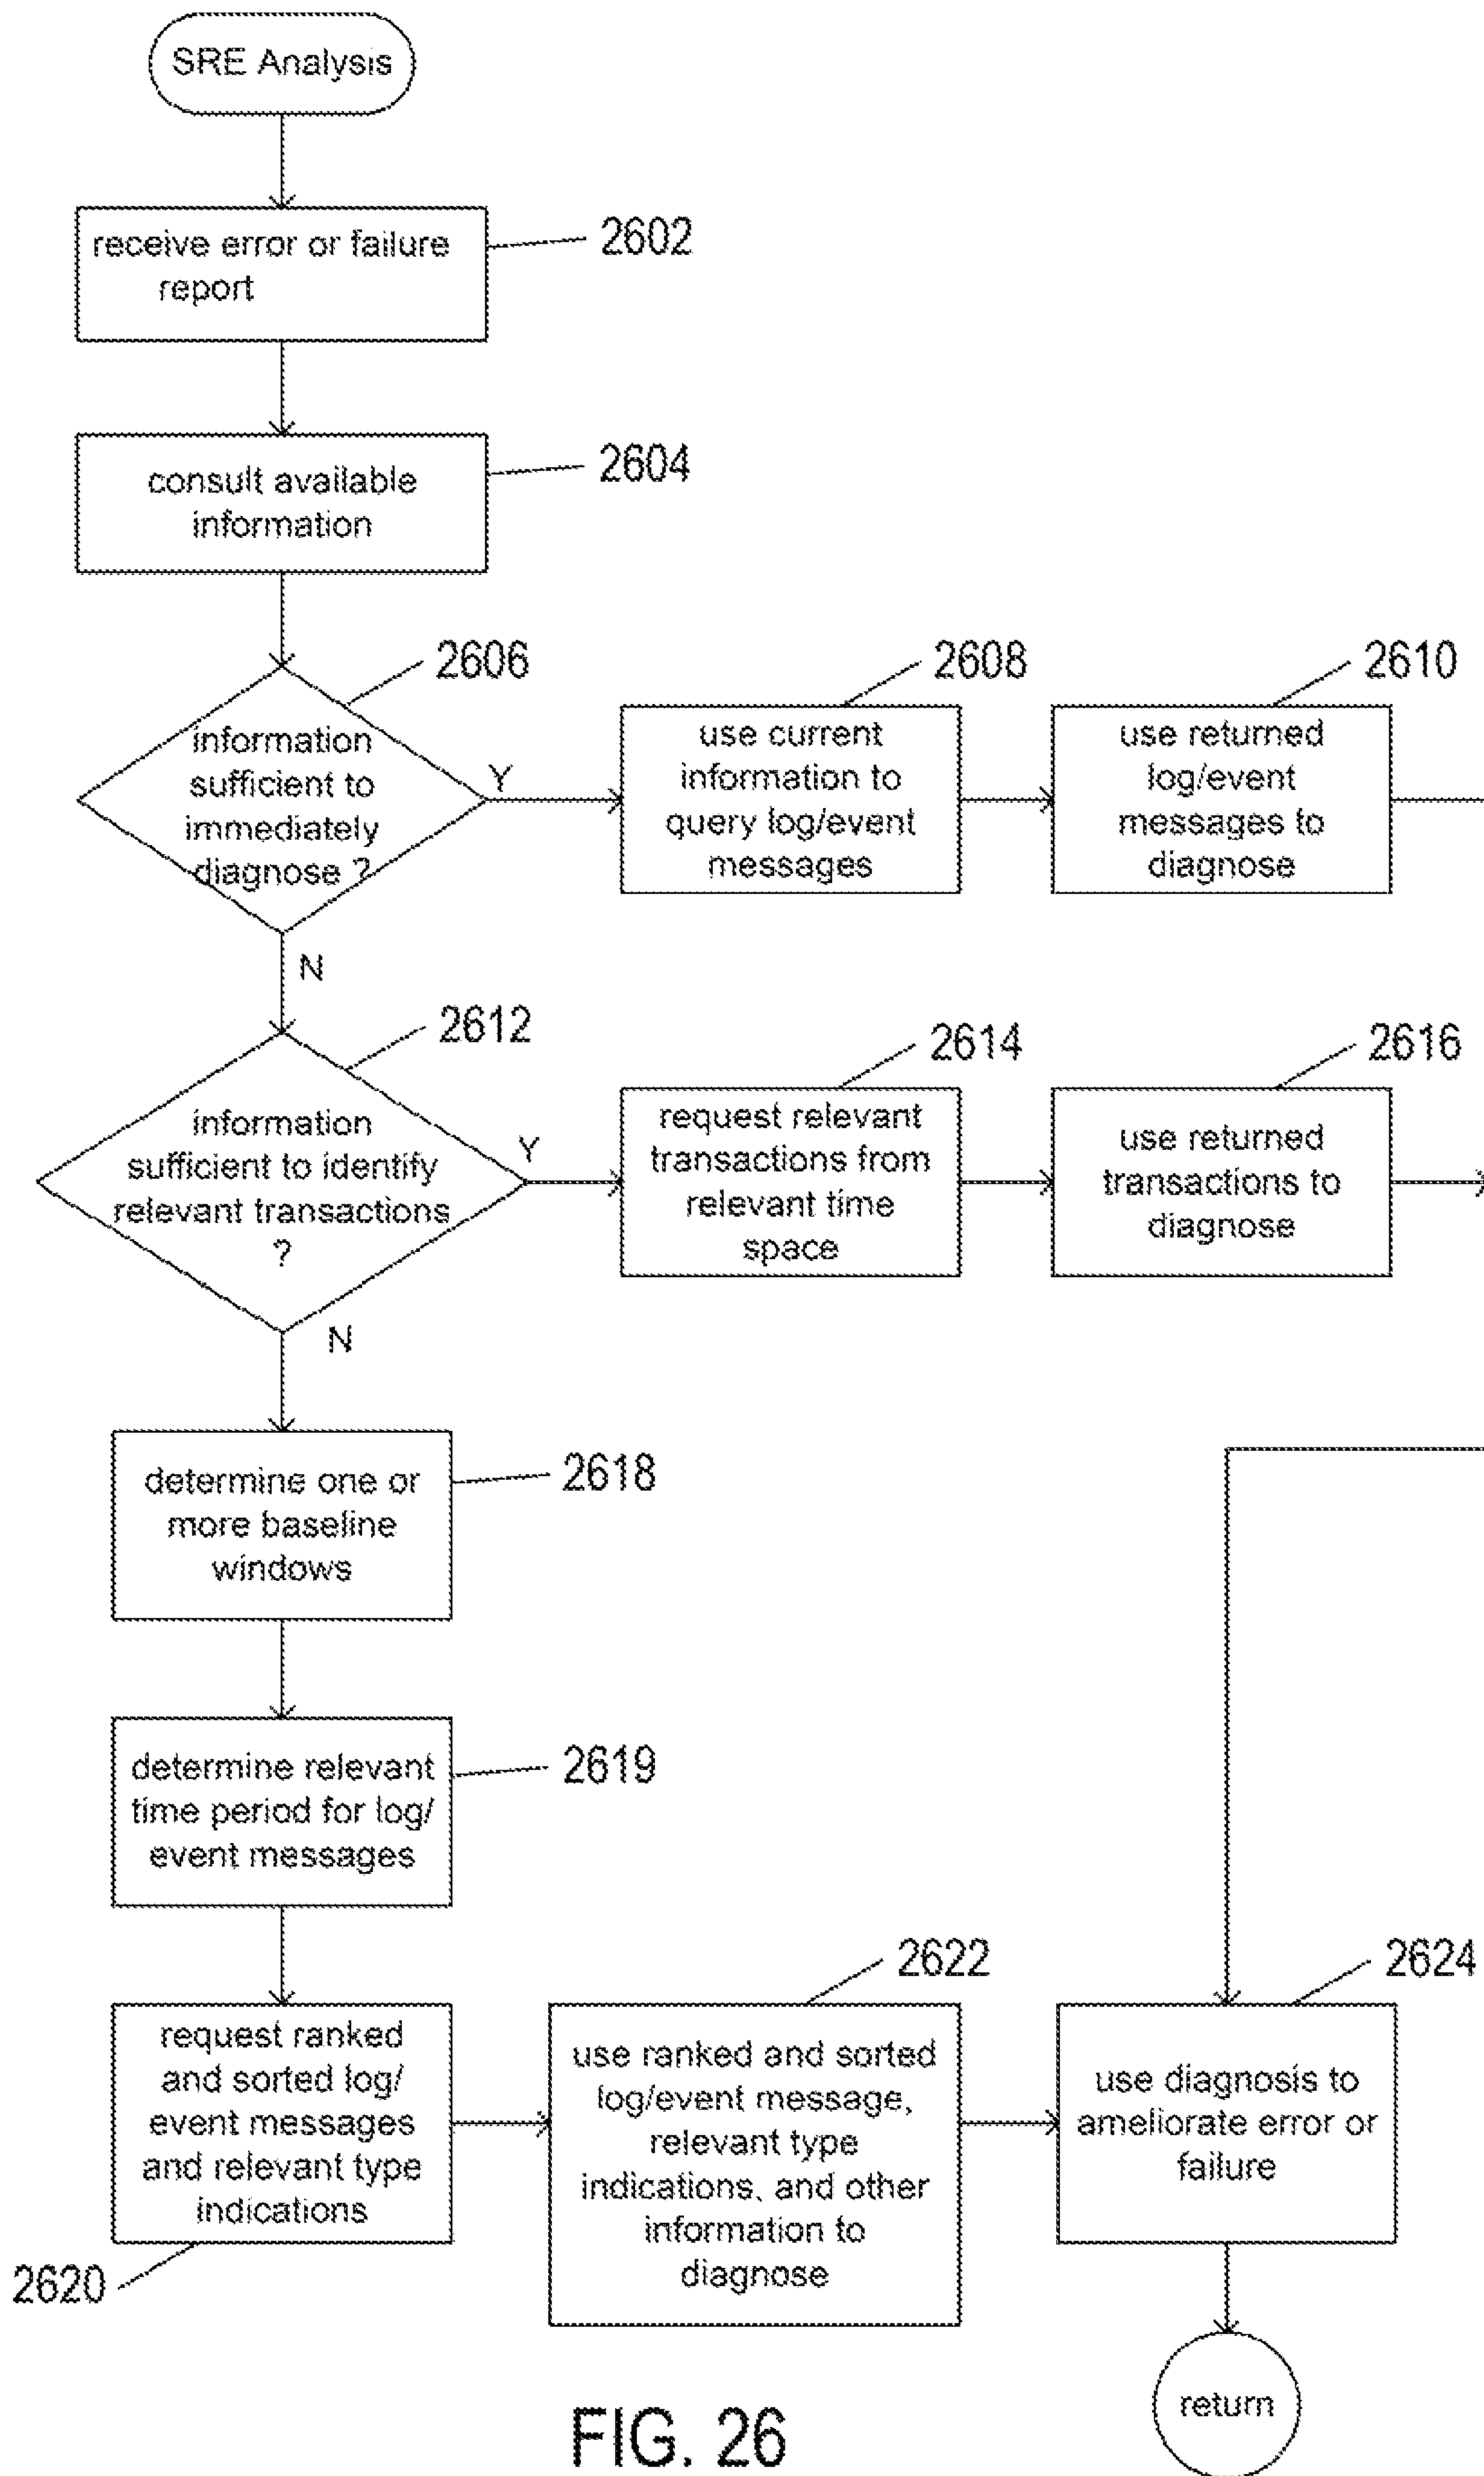 SRE Analysis
receive error or failure
report
2602
consult available
information
2604
information
sufficient to
immediately
diagnose ?
2606
Y
N
use current
information to
query log/event
messages
2608
use returned
log/event
messages to
diagnose
2610
information
sufficient to identify
relevant transactions
?
2612
Y
N
request relevant
transactions from
relevant time
space
2614
use returned
transactions to
diagnose
2616
determine one or
more baseline
windows
2618
determine relevant
time period for log/
event messages
2619
request ranked
and sorted log/
event messages
and relevant type
indications
2620
use ranked and sorted
log/event message,
relevant type
indications, and other
information to
diagnose
2622
use diagnosis to
ameliorate error or
failure
2624
return
FIG. 26